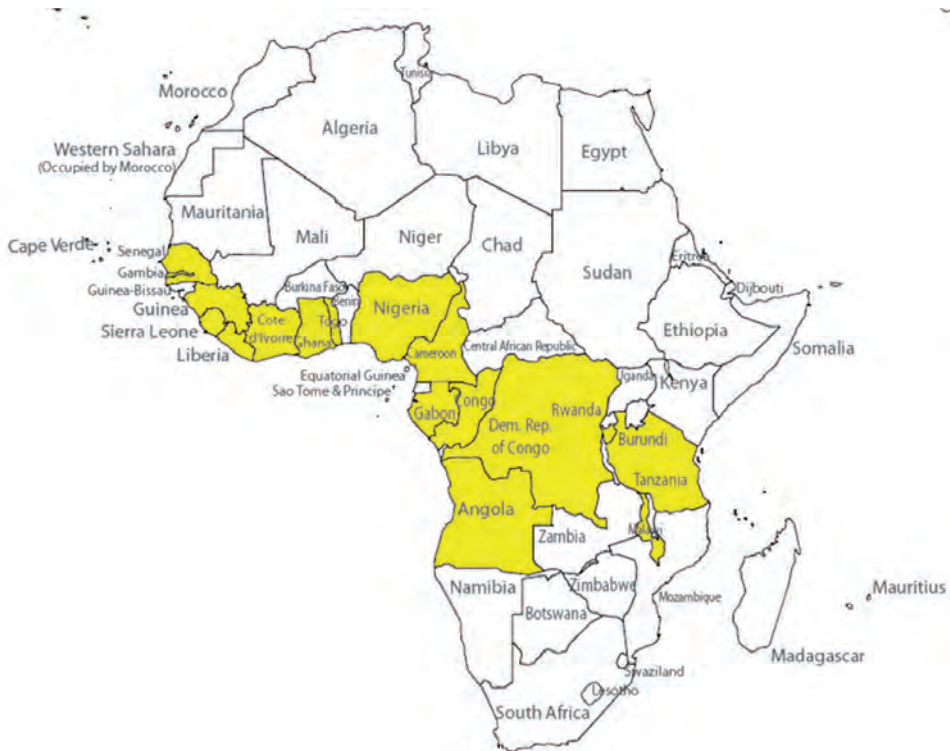 Tunisia
Morocco
Algeria
Libya
Egypt
Western Sahara
(Occupied by Morocco)
Mauritania
Mali
Niger
Chad
Sudan
Eritrea
Cape Verde
Senegal
Gambia
Guinea-Bissau
Guinea
Sierra Leone
Liberia
Burkina Faso
Benin
Togo
Cote
d'Ivoire
Ghana
Nigeria
Djibouti
Ethiopia
Somalia
Cameroon
Central African Republic
Equatorial Guinea
Sao Tome & Principe
Gabon
Congo
Uganda
Kenya
Rwanda
Dem. Rep.
of Congo
Burundi
Tanzania
Angola
Zambia
Malawi
Namibia
Zimbabwe
Botswana
Mozambique
Mauritius
Madagascar
Swaziland
Lesotho
South Africa